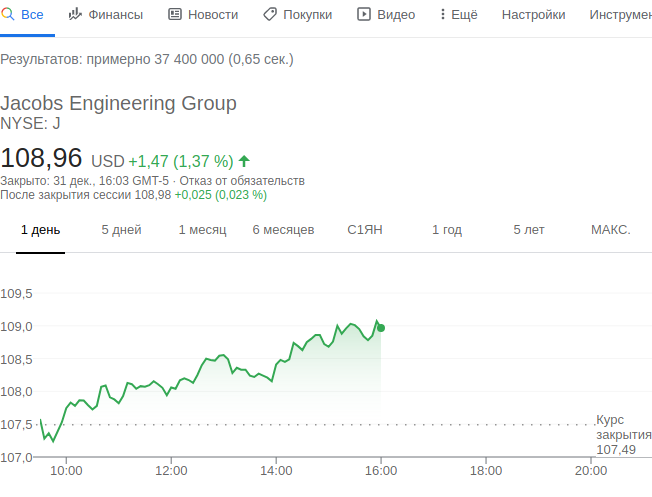 Все Финансы Новости Покупки Видео Ещё Настройки Инструмен
Результатов: примерно 37 400 000 (0,65 сек.)
Jacobs Engineering Group
NYSE: J
108,96 USD +1,47 (1,37 %)
Закрыто: 31 дек., 16:03 GMT-5 · Отказ от обязательств
После закрытия сессии 108,98 +0,025 (0,023 %)
1 день 5 дней 1 месяц 6 месяцев С1ЯН 1 год 5 лет МАКС.
109,5
109,0
108,5
108,0
107,5
107,0
Курс
закрытия
107,49
10:00 12:00 14:00 16:00 18:00 20:00